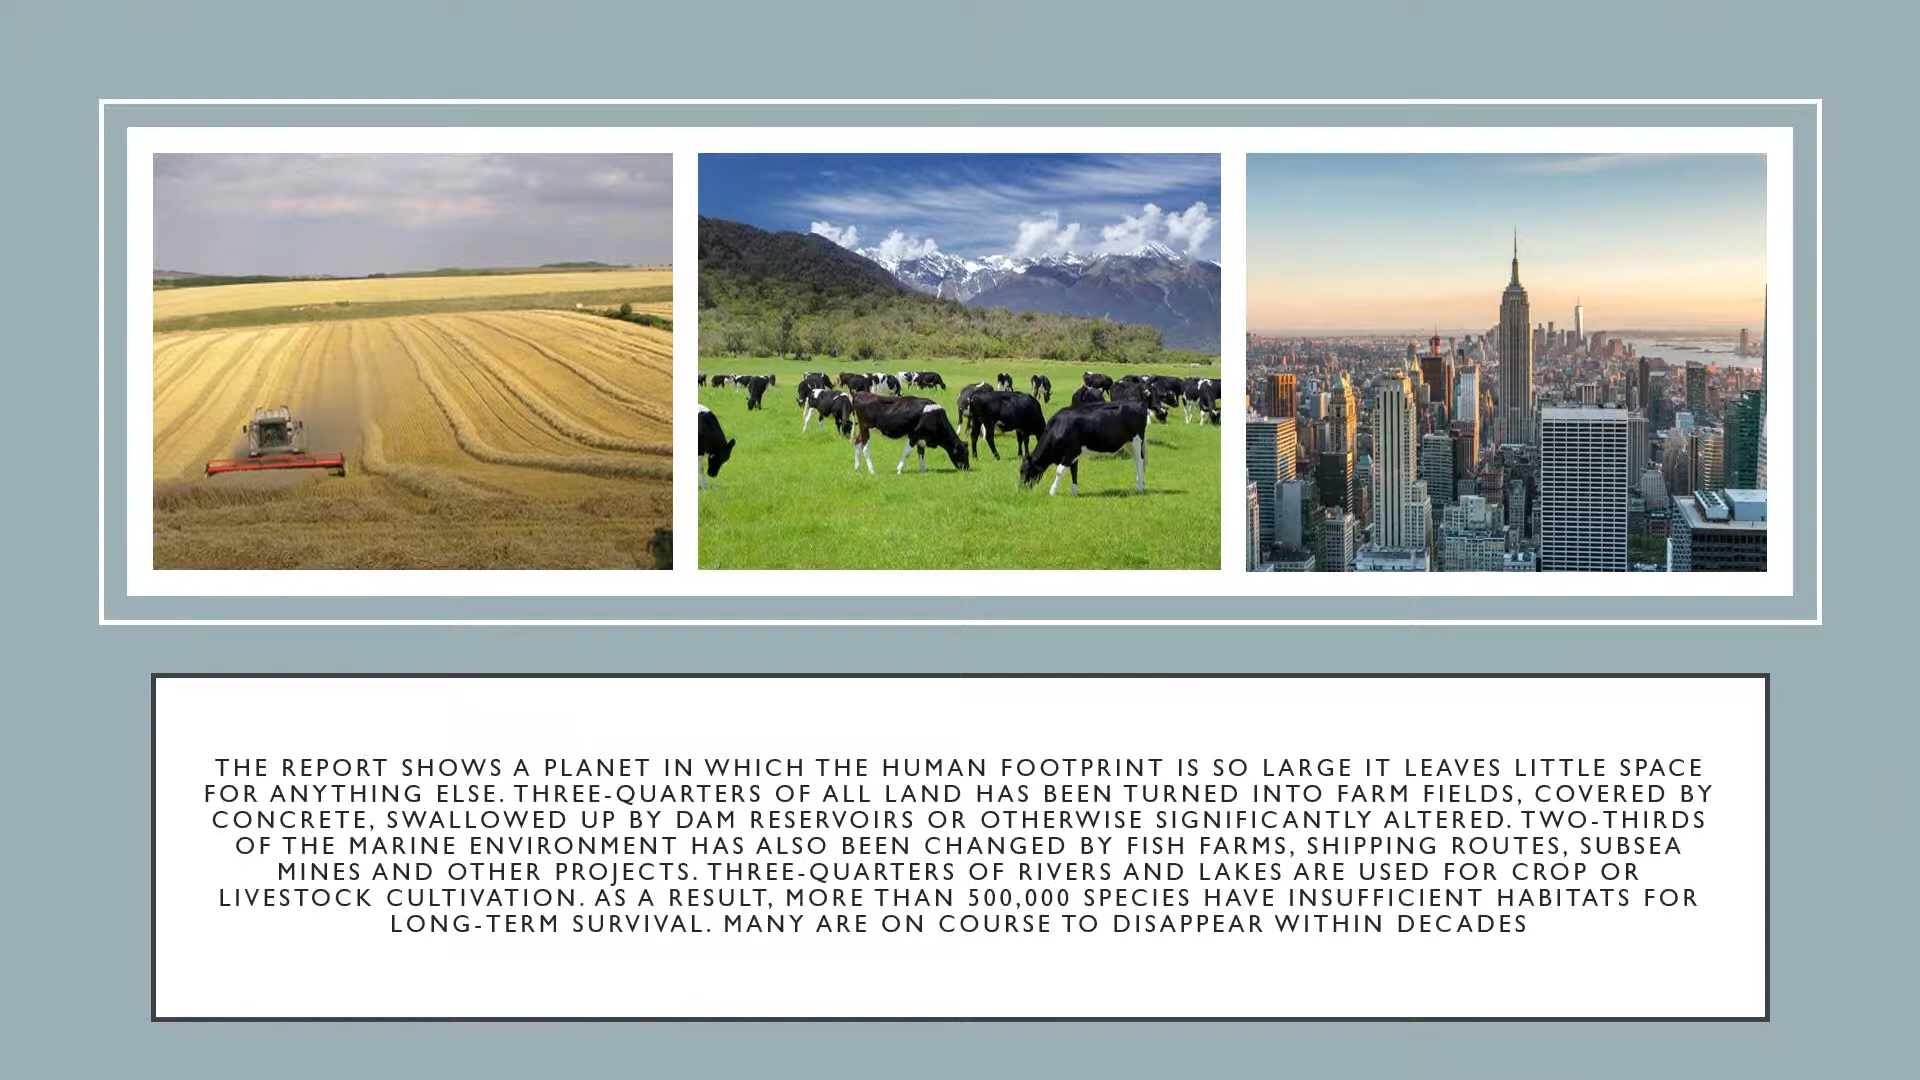 THE REPORT SHOWS A PLANET IN WHICH THE HUMAN FOOTPRINT IS SO LARGE IT LEAVES LITTLE SPACE
FOR ANYTHING ELSE. THREE-QUARTERS OF ALL LAND HAS BEEN TURNED INTO FARM FIELDS, COVERED BY
CONCRETE, SWALLOWED UP BY DAM RESERVOIRS OR OTHERWISE SIGNIFICANTLY ALTERED. TWO-THIRDS
OF THE MARINE ENVIRONMENT HAS ALSO BEEN CHANGED BY FISH FARMS, SHIPPING ROUTES, SUBSEA
MINES AND OTHER PROJECTS. THREE-QUARTERS OF RIVERS AND LAKES ARE USED FOR CROP OR
LIVESTOCK CULTIVATION. AS A RESULT, MORE THAN 500,000 SPECIES HAVE INSUFFICIENT HABITATS FOR
LONG-TERM SURVIVAL. MANY ARE ON COURSE TO DISAPPEAR WITHIN DECADES